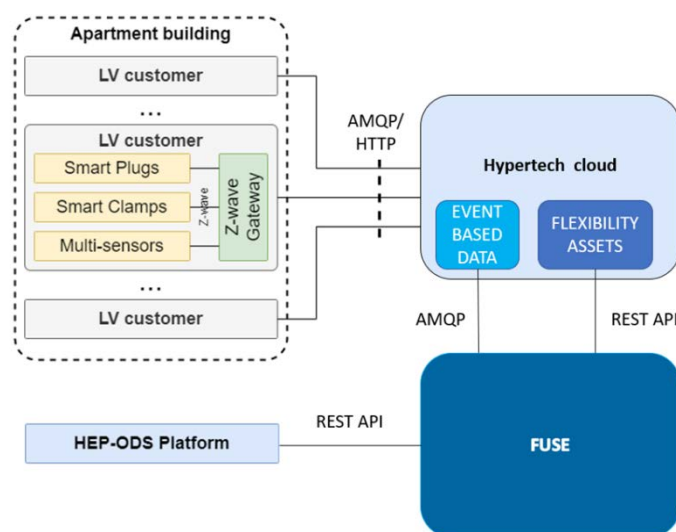 Apartment building
LV customer
...
LV customer
Smart Plugs
Smart Clamps
Multi-sensors
Z-wave
Z-wave
Gateway
...
LV customer
AMQP/
HTTP
Hypertech cloud
EVENT
BASED
DATA
FLEXIBILITY
ASSETS
AMQP
REST API
HEP-ODS Platform
REST API
FUSE